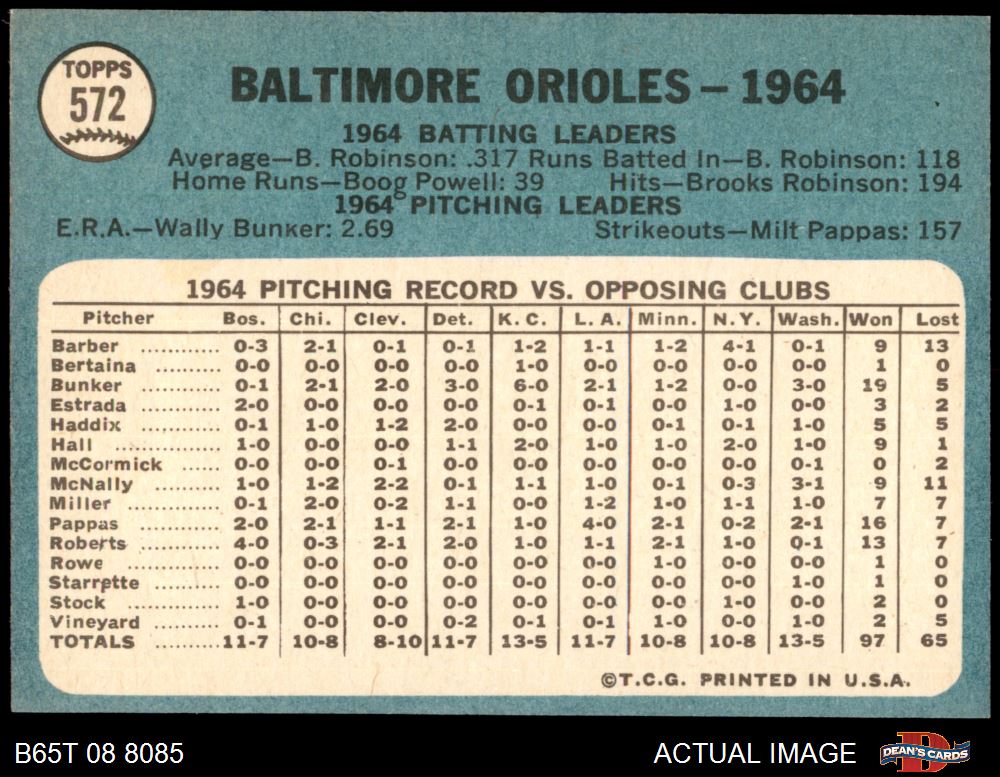 TOPPS
572
BALTIMORE ORIOLES — 1964
1964 BATTING LEADERS
Average—B. Robinson: .317 Runs Batted In—B. Robinson: 118
Home Runs—Boog Powell: 39 Hits—Brooks Robinson: 194
1964 PITCHING LEADERS
E.R.A.—Wally Bunker: 2.69 Strikeouts—Milt Pappas: 157
1964 PITCHING RECORD VS. OPPOSING CLUBS
Pitcher Bos. Chi. Clev. Det. K. C. L. A. Minn. N. Y. Wash. Won Lost
Barber ............ 0-3 2-1 0-1 0-1 1-2 1-1 1-2 4-1 0-1 9 13
Bertaina .......... 0-0 0-0 0-0 0-0 1-0 0-0 0-0 0-0 0-0 1 0
Bunker ............ 0-1 2-1 2-0 3-0 6-0 2-1 1-2 0-0 3-0 19 5
Estrada ............ 2-0 0-0 0-0 0-0 0-1 0-1 0-0 1-0 0-0 3 2
Haddix ............ 0-1 1-0 1-2 2-0 0-0 0-0 0-1 0-1 1-0 5 5
Hall ................ 1-0 0-0 0-0 1-1 2-0 1-0 1-0 2-0 1-0 9 1
McCormick ...... 0-0 0-0 0-1 0-0 0-0 0-0 0-0 0-0 0-1 0 2
McNally .......... 1-0 1-2 2-2 0-1 1-1 1-0 0-1 0-3 3-1 9 11
Miller .............. 0-1 2-0 0-2 1-1 0-0 1-2 1-0 1-1 1-0 7 7
Pappas ............ 2-0 2-1 1-1 2-1 1-0 4-0 2-1 0-2 2-1 16 7
Roberts ............ 4-0 0-3 2-1 2-0 1-0 1-1 2-1 1-0 0-1 13 7
Rowe .............. 0-0 0-0 0-0 0-0 0-0 0-0 1-0 0-0 0-0 1 0
Starrette .......... 0-0 0-0 0-0 0-0 0-0 0-0 0-0 0-0 1-0 1 0
Stock .............. 1-0 0-0 0-0 0-0 0-0 0-0 0-0 1-0 0-0 2 0
Vineyard .......... 0-1 0-0 0-0 0-2 0-1 0-1 1-0 0-0 1-0 2 5
TOTALS 11-7 10-8 8-10 11-7 13-5 11-7 10-8 10-8 13-5 97 65
©T.C.G. PRINTED IN U.S.A.
B65T 08 8085 ACTUAL IMAGE D DEAN'S CARDS